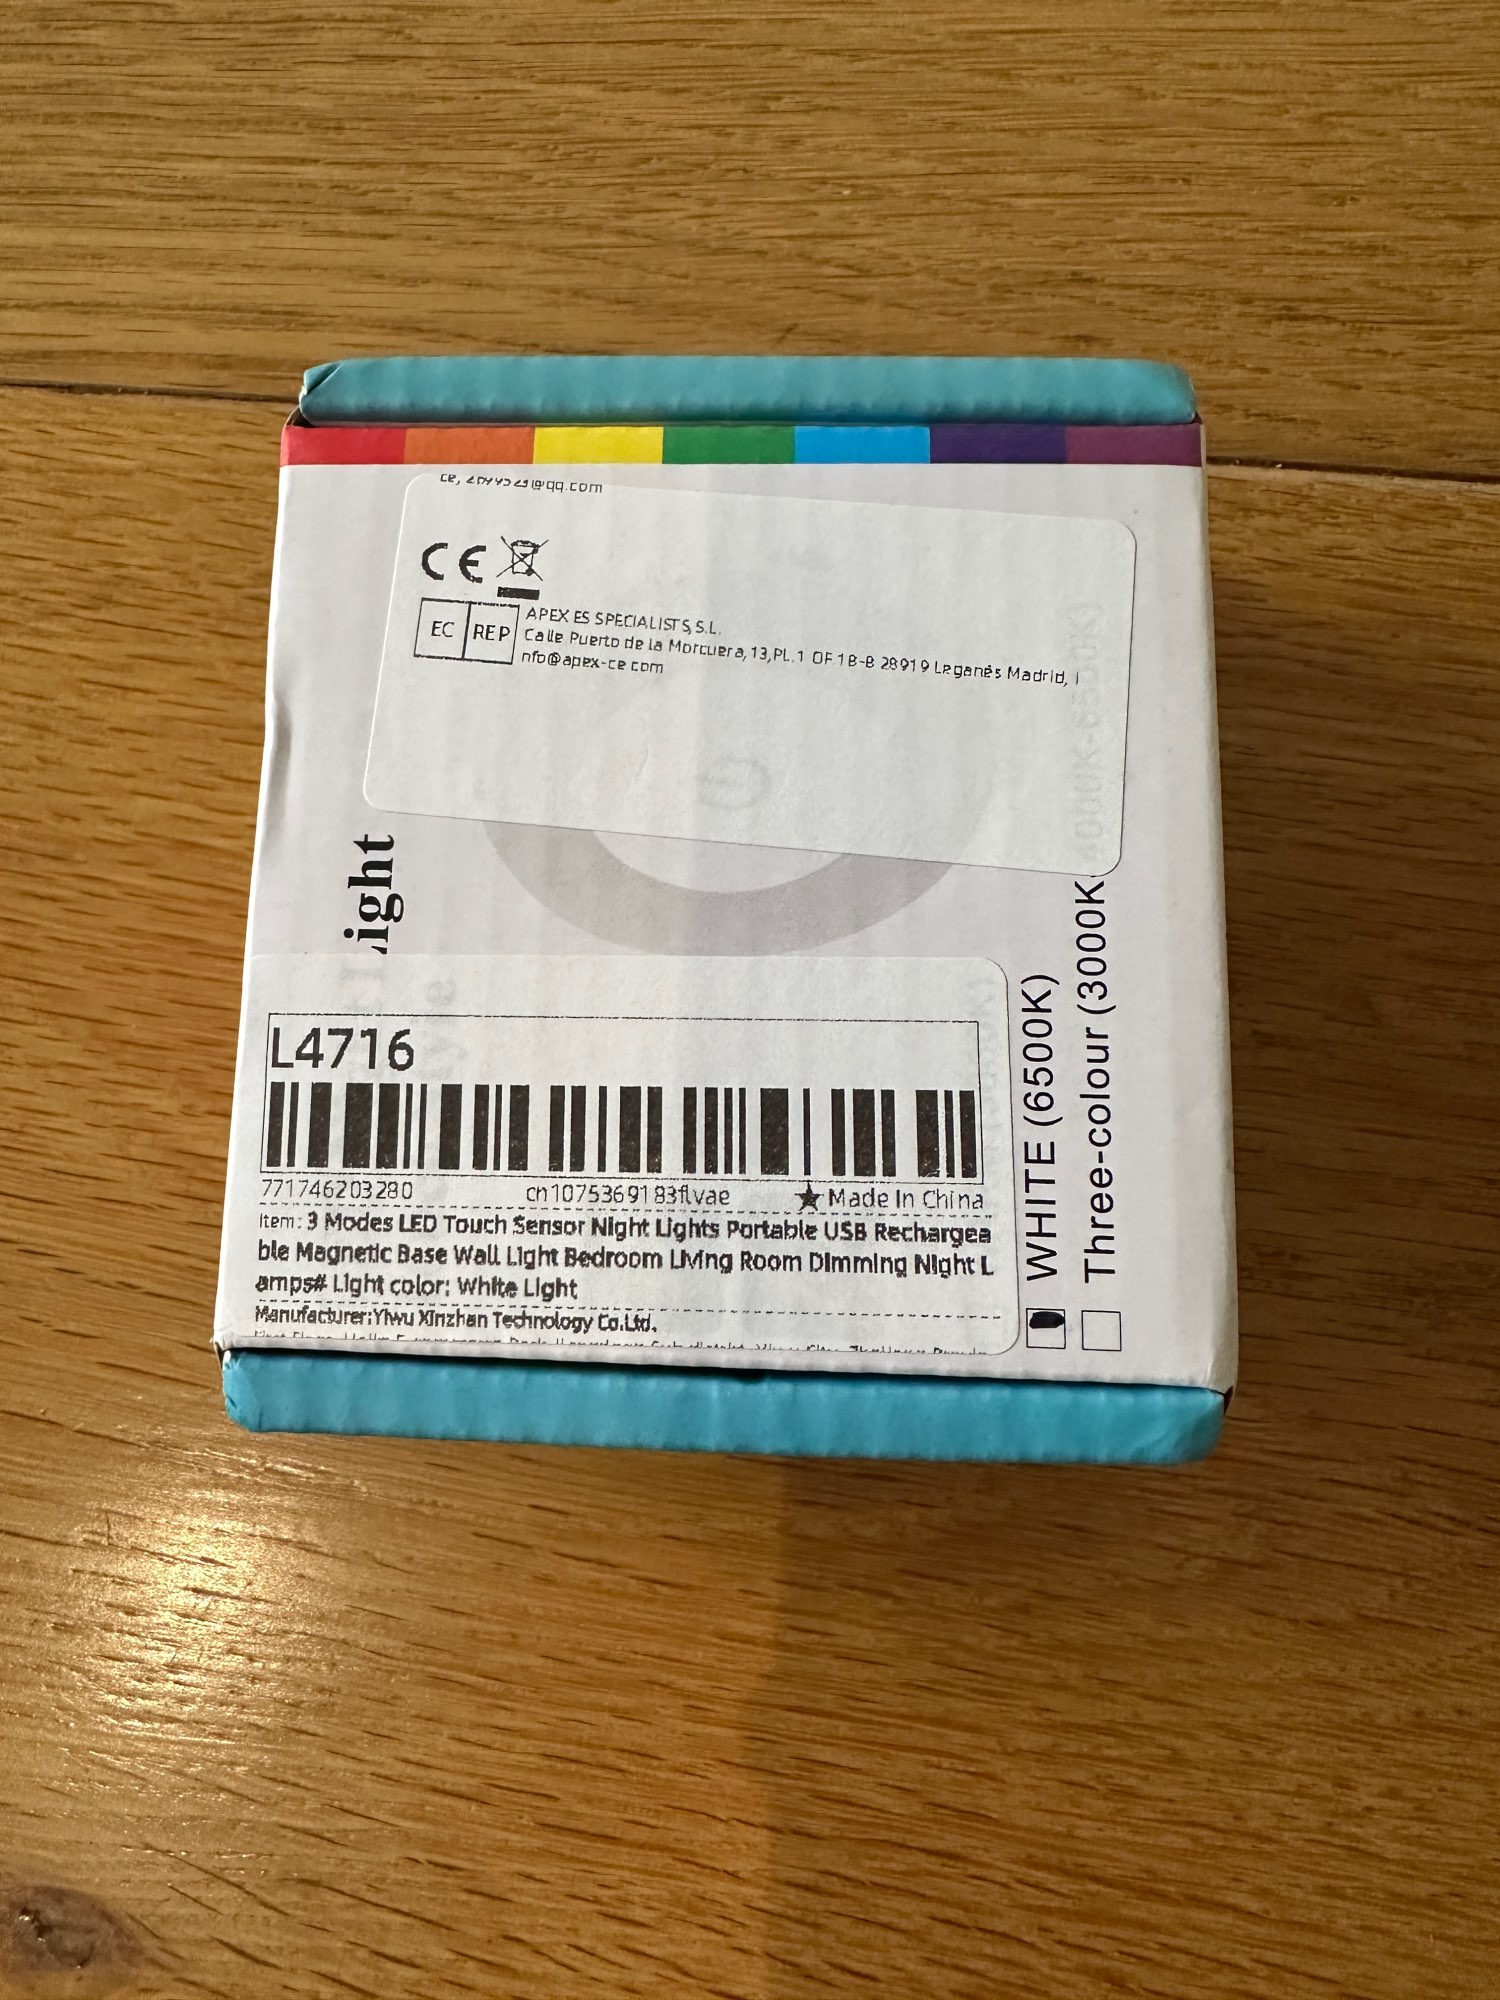 @qq.com
CE
EC REP
APEX ES SPECIALISTS, S.L.
Calle Puerto de la Morcuera, 13, PL.1 OF.1B-B 28919 Leganés Madrid,
nfo@apex-ce.com
ight
L4716
771746203280 cn1075369183flvae ★ Made In China
Item: 3 Modes LED Touch Sensor Night Lights Portable USB Rechargea
ble Magnetic Base Wall Light Bedroom Living Room Dimming Night L
amps# Light color: White Light
Manufacturer:Yiwu Xinzhan Technology Co.Ltd.
WHITE (6500K)
Three-colour (3000K